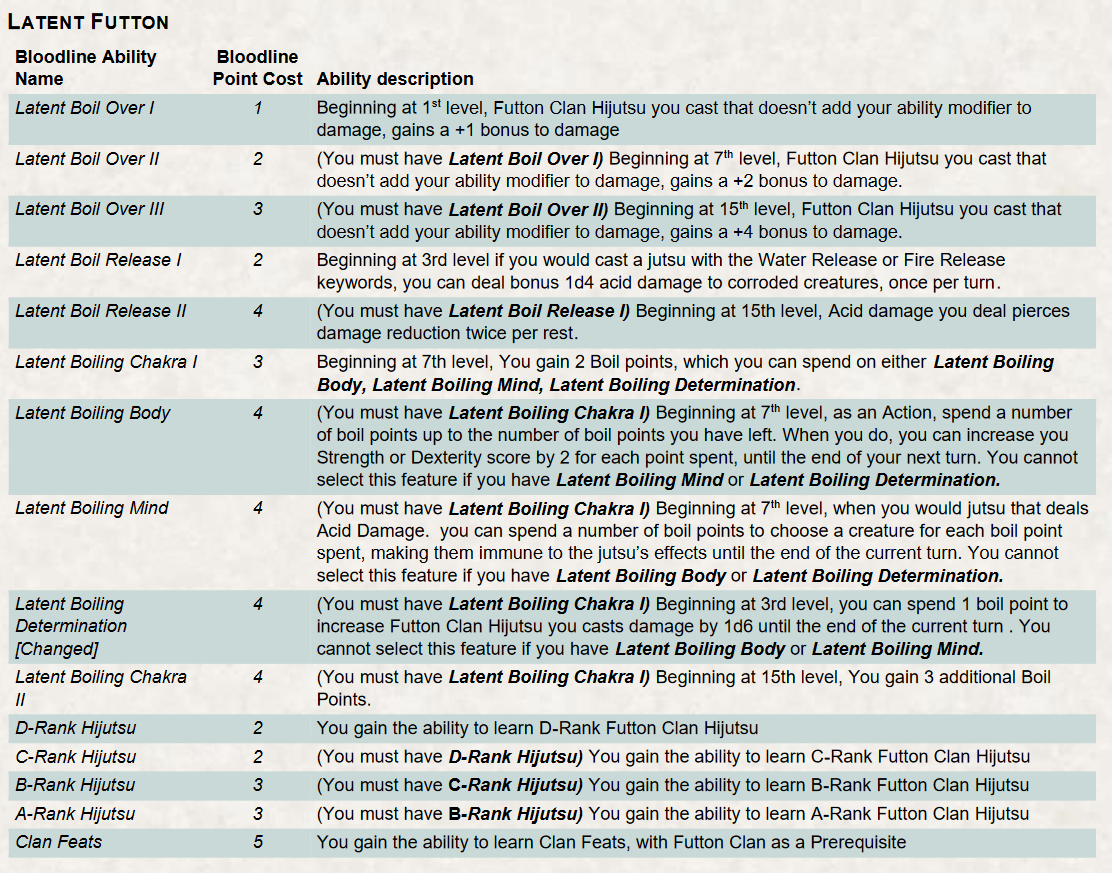 LATENT FUTTON
Bloodline Ability Name Bloodline Point Cost Ability description
Latent Boil Over I 1 Beginning at 1st level, Futton Clan Hijutsu you cast that doesn’t add your ability modifier to
damage, gains a +1 bonus to damage
Latent Boil Over II 2 (You must have Latent Boil Over I) Beginning at 7th level, Futton Clan Hijutsu you cast that
doesn’t add your ability modifier to damage, gains a +2 bonus to damage.
Latent Boil Over III 3 (You must have Latent Boil Over II) Beginning at 15th level, Futton Clan Hijutsu you cast that
doesn’t add your ability modifier to damage, gains a +4 bonus to damage.
Latent Boil Release I 2 Beginning at 3rd level if you would cast a jutsu with the Water Release or Fire Release
keywords, you can deal bonus 1d4 acid damage to corroded creatures, once per turn.
Latent Boil Release II 4 (You must have Latent Boil Release I) Beginning at 15th level, Acid damage you deal pierces
damage reduction twice per rest.
Latent Boiling Chakra I 3 Beginning at 7th level, You gain 2 Boil points, which you can spend on either Latent Boiling
Body, Latent Boiling Mind, Latent Boiling Determination.
Latent Boiling Body 4 (You must have Latent Boiling Chakra I) Beginning at 7th level, as an Action, spend a number
of boil points up to the number of boil points you have left. When you do, you can increase you
Strength or Dexterity score by 2 for each point spent, until the end of your next turn. You cannot
select this feature if you have Latent Boiling Mind or Latent Boiling Determination.
Latent Boiling Mind 4 (You must have Latent Boiling Chakra I) Beginning at 7th level, when you would jutsu that deals
Acid Damage. you can spend a number of boil points to choose a creature for each boil point
spent, making them immune to the jutsu’s effects until the end of the current turn. You cannot
select this feature if you have Latent Boiling Body or Latent Boiling Determination.
Latent Boiling Determination [Changed] 4 (You must have Latent Boiling Chakra I) Beginning at 3rd level, you can spend 1 boil point to
increase Futton Clan Hijutsu you casts damage by 1d6 until the end of the current turn . You
cannot select this feature if you have Latent Boiling Body or Latent Boiling Mind.
Latent Boiling Chakra II 4 (You must have Latent Boiling Chakra I) Beginning at 15th level, You gain 3 additional Boil
Points.
D-Rank Hijutsu 2 You gain the ability to learn D-Rank Futton Clan Hijutsu
C-Rank Hijutsu 2 (You must have D-Rank Hijutsu) You gain the ability to learn C-Rank Futton Clan Hijutsu
B-Rank Hijutsu 3 (You must have C-Rank Hijutsu) You gain the ability to learn B-Rank Futton Clan Hijutsu
A-Rank Hijutsu 3 (You must have B-Rank Hijutsu) You gain the ability to learn A-Rank Futton Clan Hijutsu
Clan Feats 5 You gain the ability to learn Clan Feats, with Futton Clan as a Prerequisite